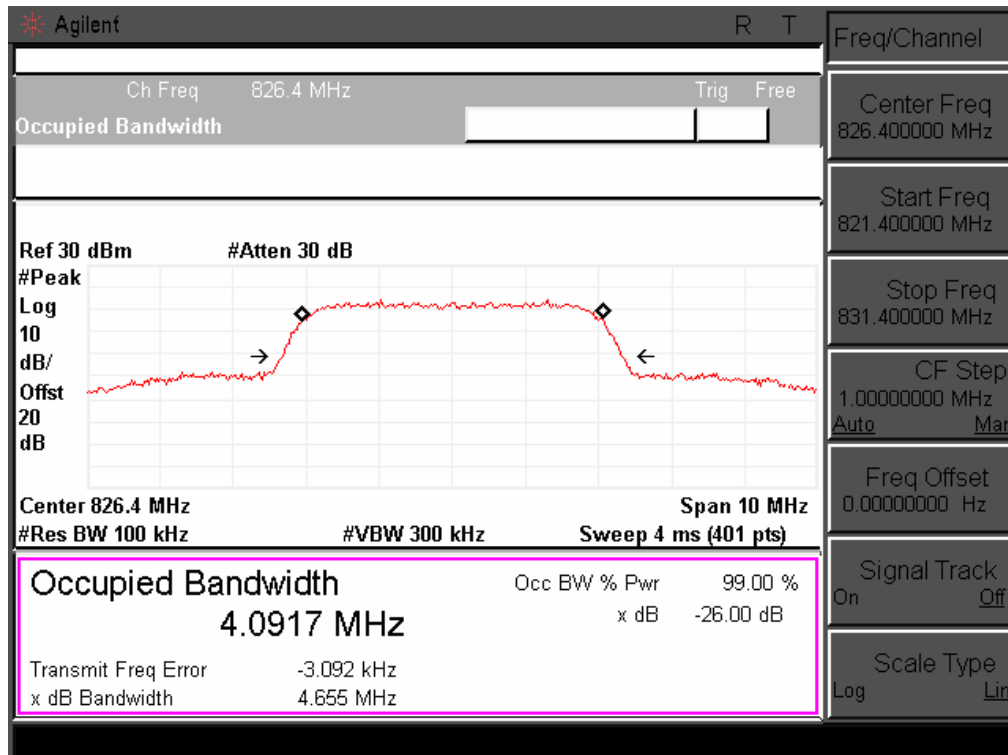 Agilent R T
Ch Freq 826.4 MHz Trig Free
Occupied Bandwidth
Ref 30 dBm #Atten 30 dB
#Peak
Log
10
dB/
Offst
20
dB
Center 826.4 MHz Span 10 MHz
#Res BW 100 kHz #VBW 300 kHz Sweep 4 ms (401 pts)
Occupied Bandwidth
4.0917 MHz
Occ BW % Pwr 99.00 %
x dB -26.00 dB
Transmit Freq Error -3.092 kHz
x dB Bandwidth 4.655 MHz
Freq/Channel
Center Freq
826.400000 MHz
Start Freq
821.400000 MHz
Stop Freq
831.400000 MHz
CF Step
1.00000000 MHz
Auto Man
Freq Offset
0.00000000 Hz
Signal Track
On Off
Scale Type
Log Lin